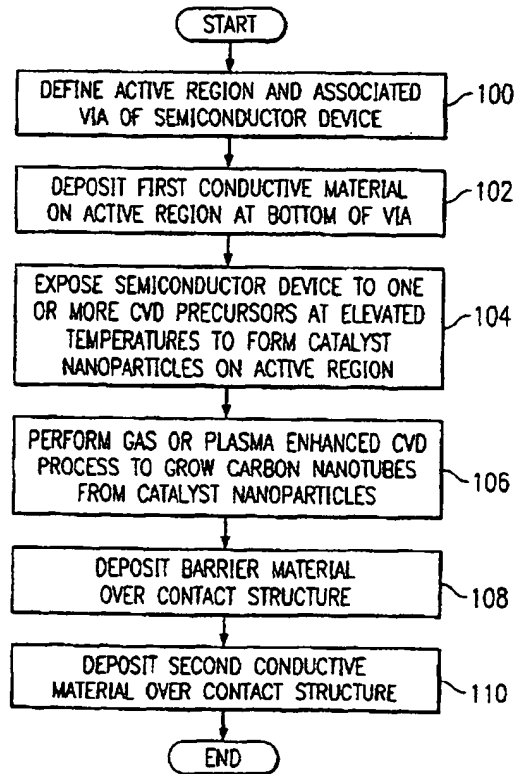 START
DEFINE ACTIVE REGION AND ASSOCIATED
VIA OF SEMICONDUCTOR DEVICE
100
DEPOSIT FIRST CONDUCTIVE MATERIAL
ON ACTIVE REGION AT BOTTOM OF VIA
102
EXPOSE SEMICONDUCTOR DEVICE TO ONE
OR MORE CVD PRECURSORS AT ELEVATED
TEMPERATURES TO FORM CATALYST
NANOPARTICLES ON ACTIVE REGION
104
PERFORM GAS OR PLASMA ENHANCED CVD
PROCESS TO GROW CARBON NANOTUBES
FROM CATALYST NANOPARTICLES
106
DEPOSIT BARRIER MATERIAL
OVER CONTACT STRUCTURE
108
DEPOSIT SECOND CONDUCTIVE
MATERIAL OVER CONTACT STRUCTURE
110
END